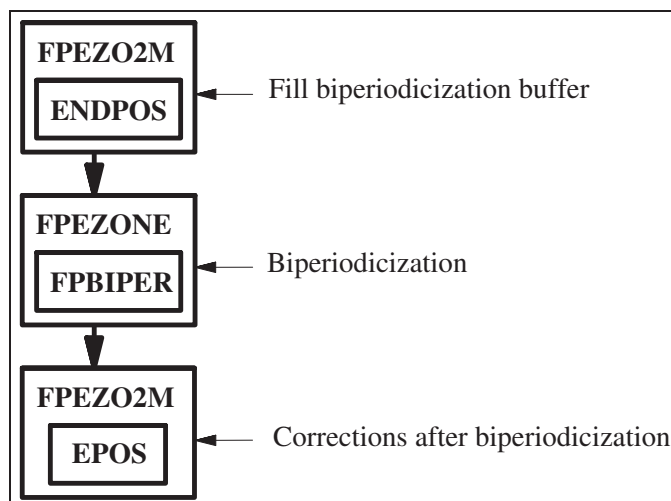 FPEZO2M
ENDPOS
Fill biperiodicization buffer
FPEZONE
FPBIPER
Biperiodicization
FPEZO2M
EPOS
Corrections after biperiodicization